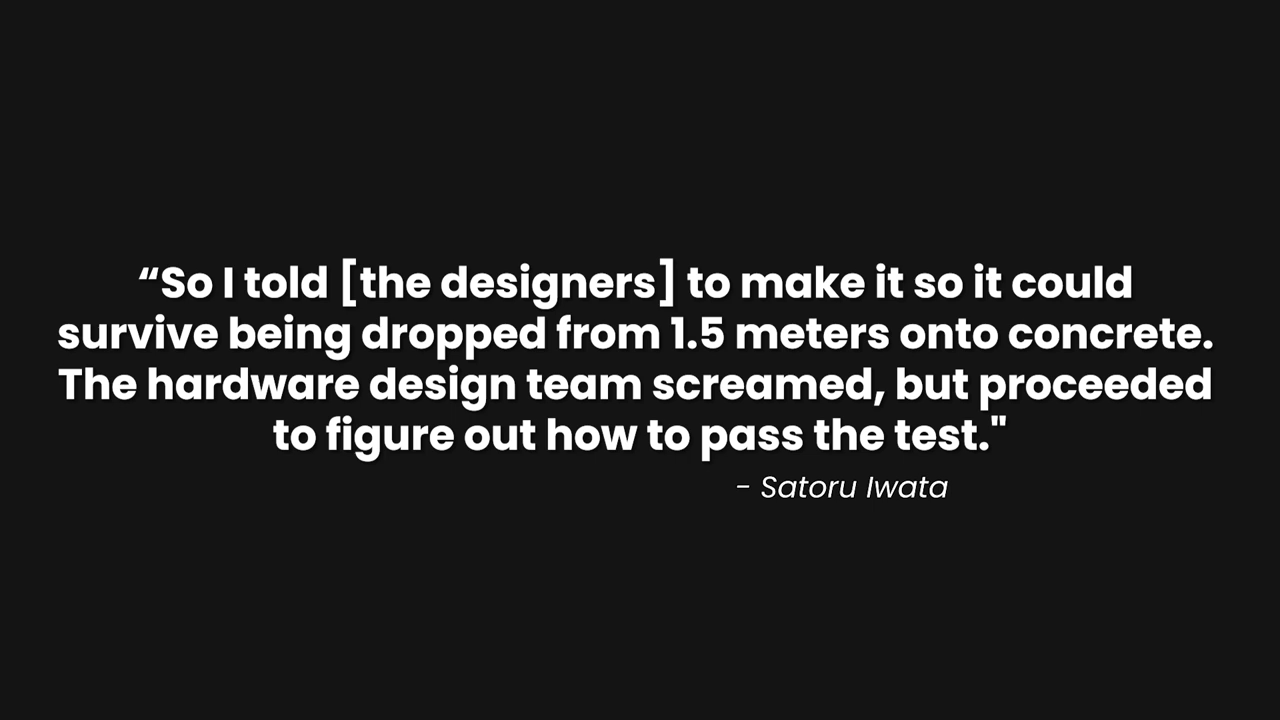 “So I told [the designers] to make it so it could
survive being dropped from 1.5 meters onto concrete.
The hardware design team screamed, but proceeded
to figure out how to pass the test."
- Satoru Iwata